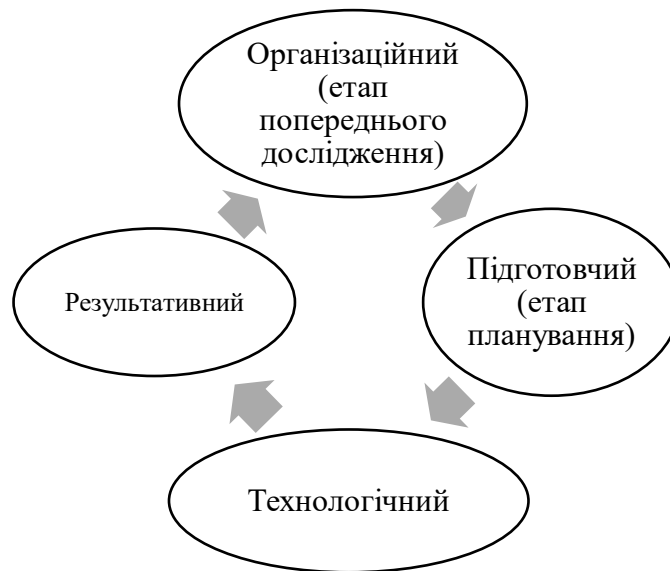 Організаційний
(етап
попереднього
дослідження)
Підготовчий
(етап
планування)
Технологічний
Результативний